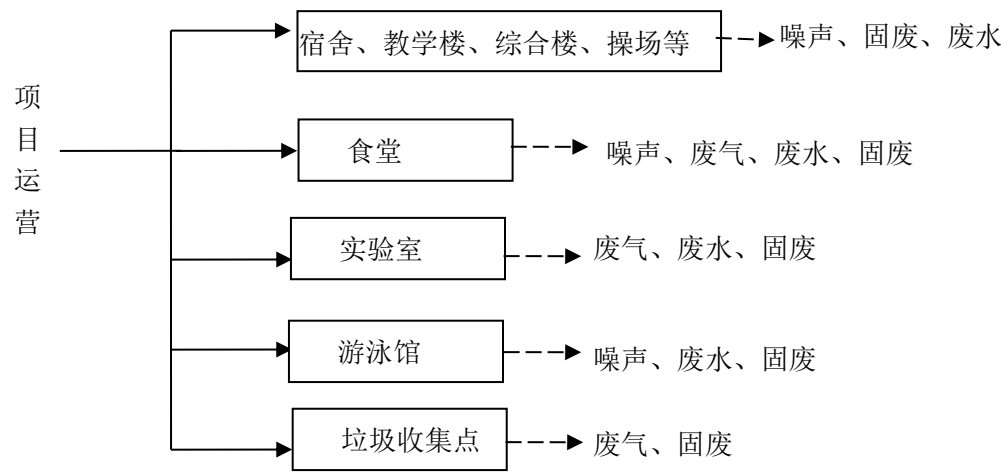 项目运营
宿舍、教学楼、综合楼、操场等
噪声、固废、废水
食堂
噪声、废气、废水、固废
实验室
废气、废水、固废
游泳馆
噪声、废水、固废
垃圾收集点
废气、固废